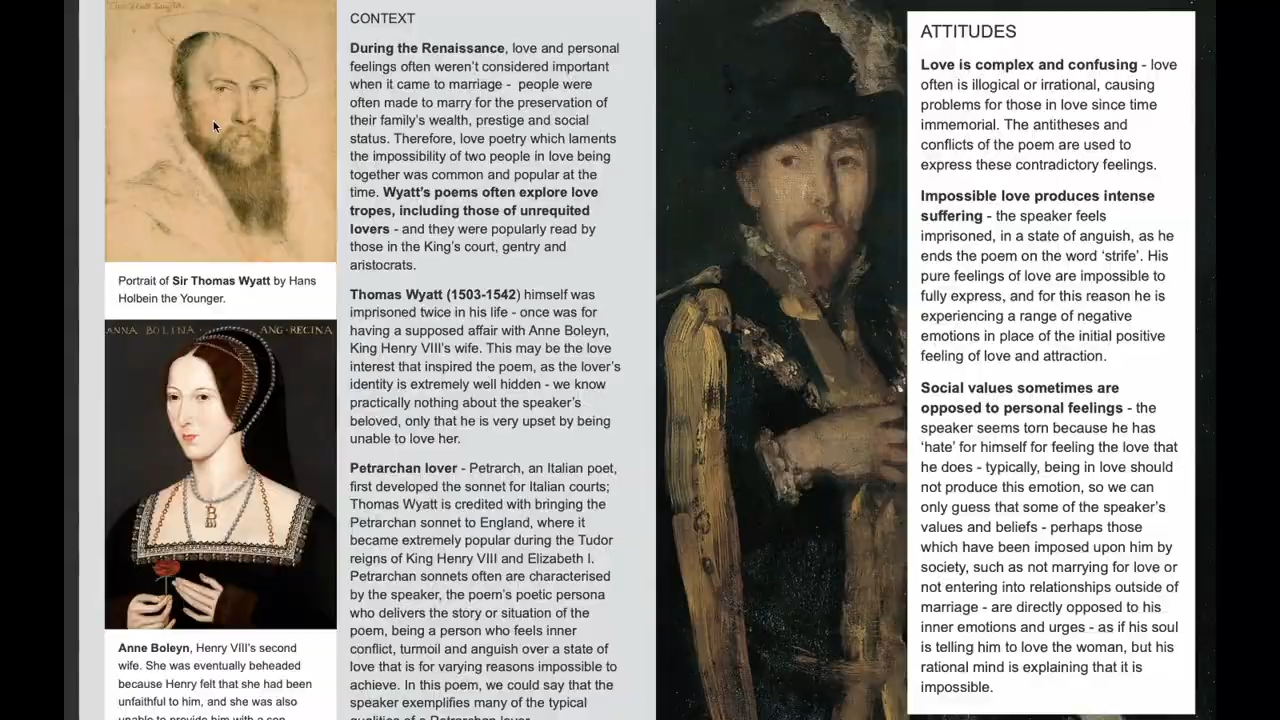 Portrait of Sir Thomas Wyatt by Hans
Holbein the Younger.
ANNA BOLINA
ANG·REGINA
Anne Boleyn, Henry VIII's second
wife. She was eventually beheaded
because Henry felt that she had been
unfaithful to him, and she was also
unable to provide him with a son
CONTEXT
During the Renaissance, love and personal
feelings often weren't considered important
when it came to marriage - people were
often made to marry for the preservation of
their family's wealth, prestige and social
status. Therefore, love poetry which laments
the impossibility of two people in love being
together was common and popular at the
time. Wyatt's poems often explore love
tropes, including those of unrequited
lovers - and they were popularly read by
those in the King's court, gentry and
aristocrats.
Thomas Wyatt (1503-1542) himself was
imprisoned twice in his life - once was for
having a supposed affair with Anne Boleyn,
King Henry VIII's wife. This may be the love
interest that inspired the poem, as the lover's
identity is extremely well hidden - we know
practically nothing about the speaker's
beloved, only that he is very upset by being
unable to love her.
Petrarchan lover - Petrarch, an Italian poet,
first developed the sonnet for Italian courts;
Thomas Wyatt is credited with bringing the
Petrarchan sonnet to England, where it
became extremely popular during the Tudor
reigns of King Henry VIII and Elizabeth I.
Petrarchan sonnets often are characterised
by the speaker, the poem's poetic persona
who delivers the story or situation of the
poem, being a person who feels inner
conflict, turmoil and anguish over a state of
love that is for varying reasons impossible to
achieve. In this poem, we could say that the
speaker exemplifies many of the typical
qualities of a Petrarchan lover
ATTITUDES
Love is complex and confusing - love
often is illogical or irrational, causing
problems for those in love since time
immemorial. The antitheses and
conflicts of the poem are used to
express these contradictory feelings.
Impossible love produces intense
suffering - the speaker feels
imprisoned, in a state of anguish, as he
ends the poem on the word 'strife'. His
pure feelings of love are impossible to
fully express, and for this reason he is
experiencing a range of negative
emotions in place of the initial positive
feeling of love and attraction.
Social values sometimes are
opposed to personal feelings - the
speaker seems torn because he has
'hate' for himself for feeling the love that
he does - typically, being in love should
not produce this emotion, so we can
only guess that some of the speaker's
values and beliefs - perhaps those
which have been imposed upon him by
society, such as not marrying for love or
not entering into relationships outside of
marriage - are directly opposed to his
inner emotions and urges - as if his soul
is telling him to love the woman, but his
rational mind is explaining that it is
impossible.